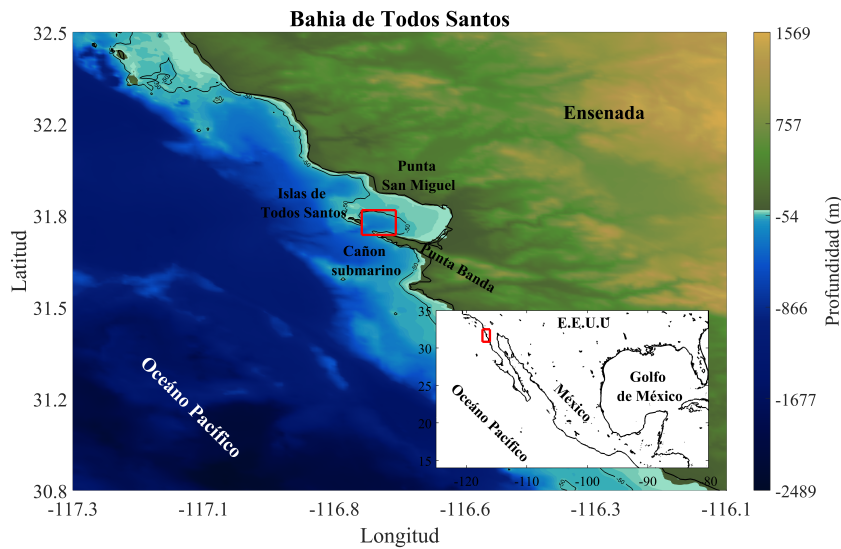 Bahia de Todos Santos
32.5
32.2
31.8
31.5
31.2
30.8
Latitud
-117.3
-117.1
-116.8
-116.6
-116.3
-116.1
Longitud
Ensenada
Punta
San Miguel
Islas de
Todos Santos
Cañon
submarino
Punta Banda
Oceáno Pacífico
1569
757
-54
-866
-1677
-2489
Profundidad (m)
35
30
25
20
15
-120
-110
-100
-90
-80
E.E.U.U
Golfo
de México
México
Oceáno Pacífico